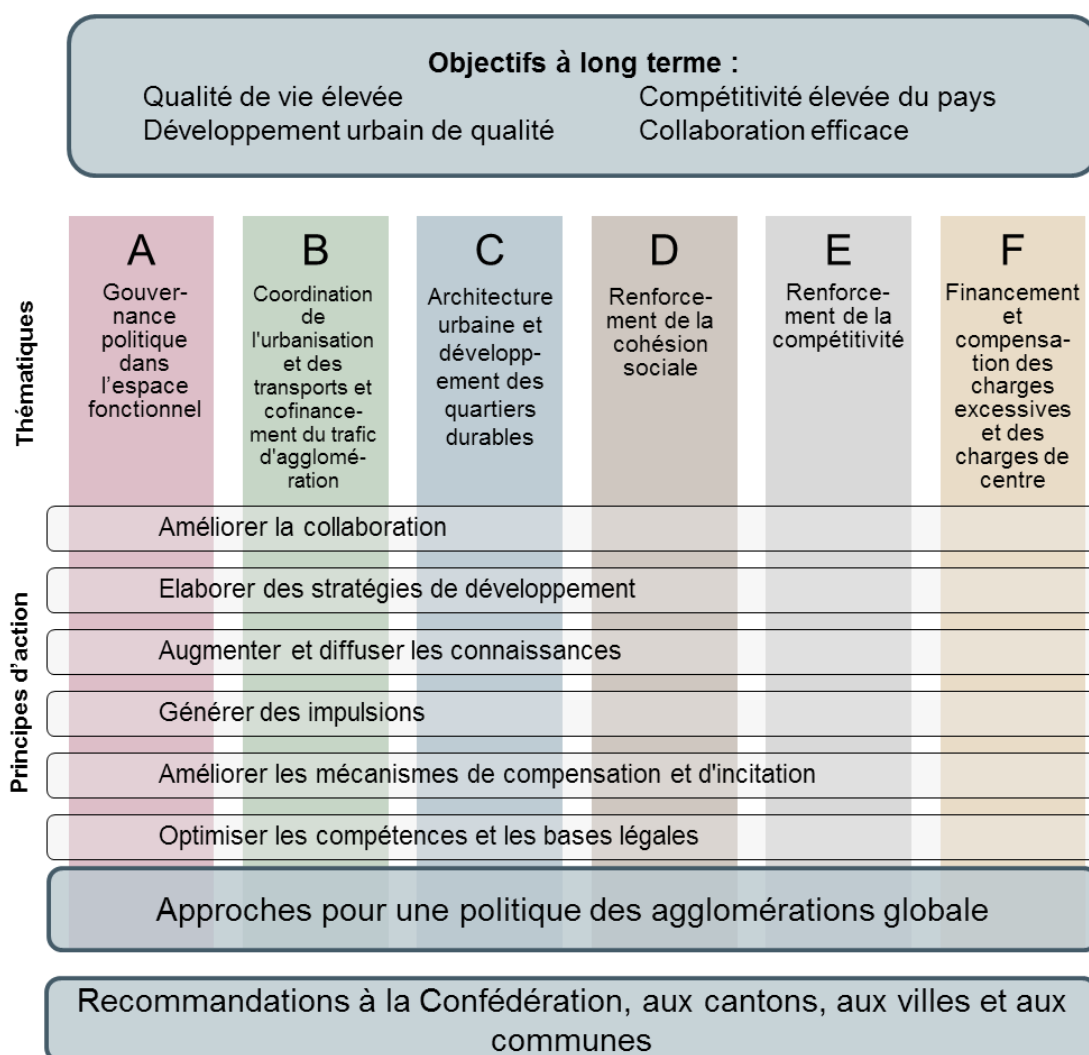 Objectifs à long terme :
Qualité de vie élevée
Compétitivité élevée du pays
Développement urbain de qualité
Collaboration efficace
Thématiques
A
Gouver-
nance
politique
dans
l'espace
fonctionnel
B
Coordination
de
l'urbanisation
et des
transports et
cofinance-
ment du trafic
d'agglomé-
ration
C
Architecture
urbaine et
développ-
ement des
quartiers
durables
D
Renforce-
ment de la
cohésion
sociale
E
Renforce-
ment de la
compétitivité
F
Financement
et
compensa-
tion des
charges
excessives
et des
charges de
centre
Principes d'action
Améliorer la collaboration
Elaborer des stratégies de développement
Augmenter et diffuser les connaissances
Générer des impulsions
Améliorer les mécanismes de compensation et d'incitation
Optimiser les compétences et les bases légales
Approches pour une politique des agglomérations globale
Recommandations à la Confédération, aux cantons, aux villes et aux
communes